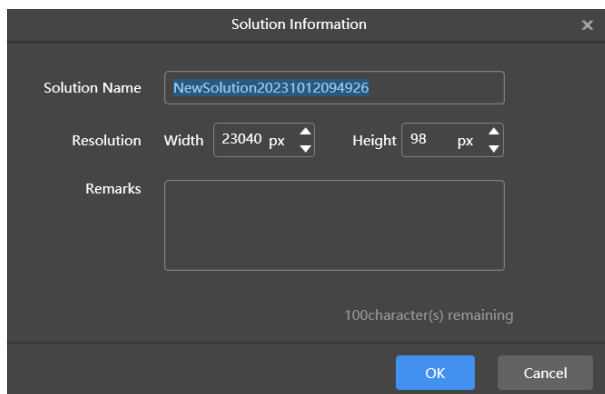 Solution Information
Solution Name NewSolution20231012094926
Resolution Width 23040 px Height 98 px
Remarks
100character(s) remaining
OK Cancel